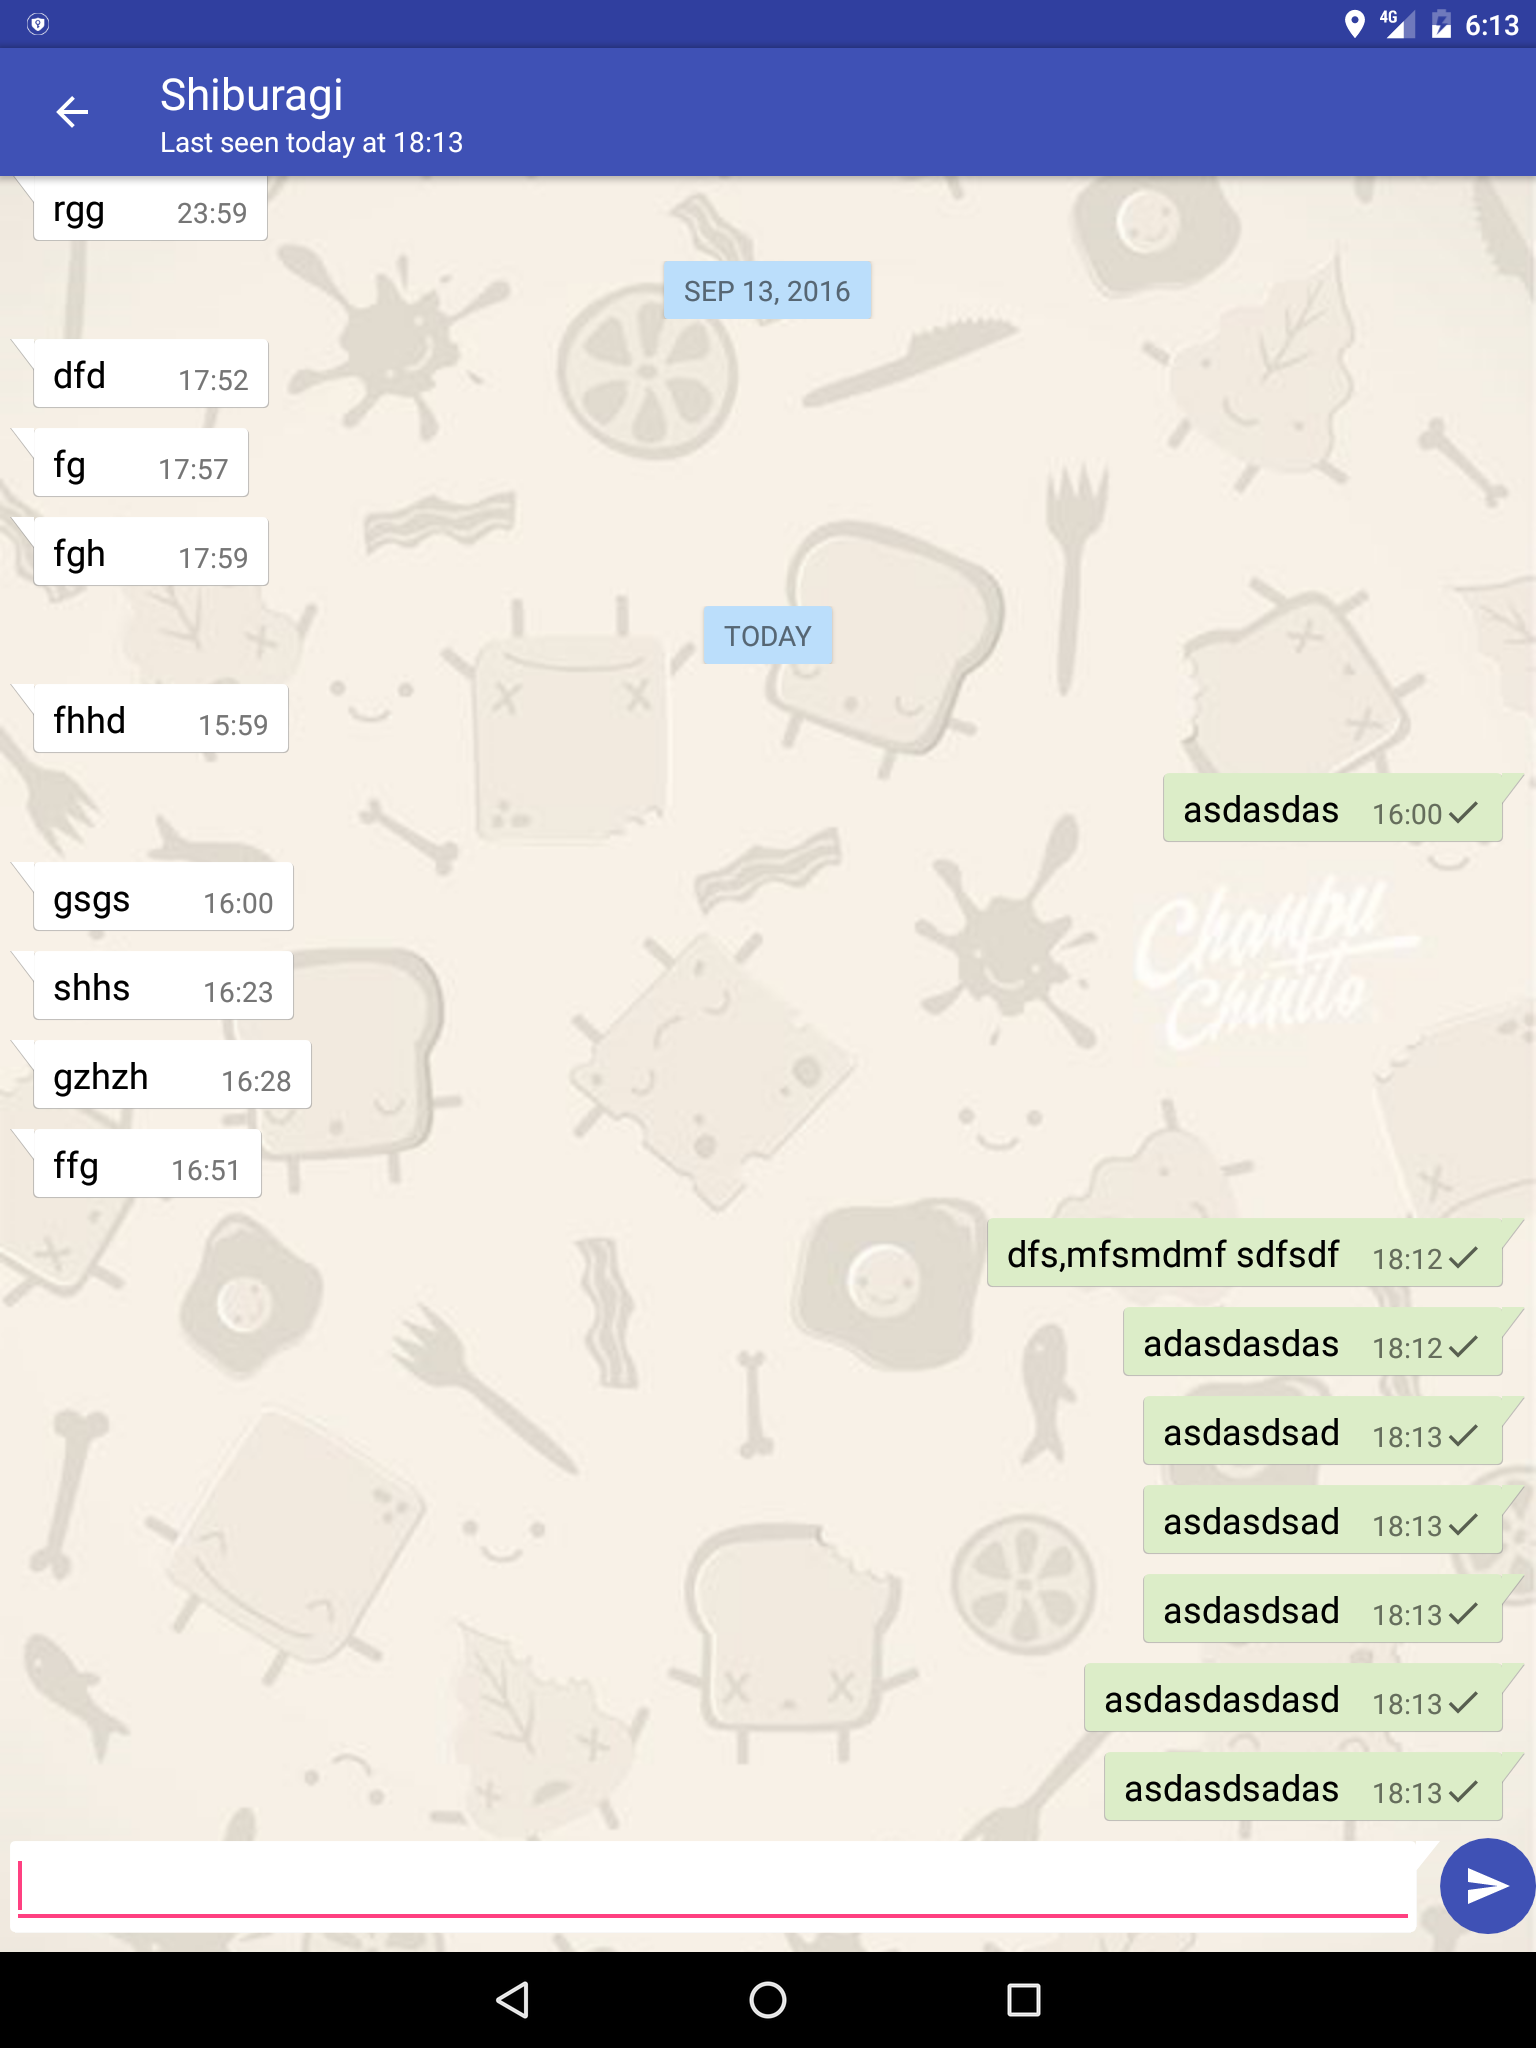 4G 6:13
Shiburagi
Last seen today at 18:13
rgg 23:59
SEP 13, 2016
dfd 17:52
fg 17:57
fgh 17:59
TODAY
fhhd 15:59
asdasdas 16:00
gsgs 16:00
Chaupu
Chinito
shhs 16:23
gzhzh 16:28
ffg 16:51
dfs,mfsmdmf sdfsdf 18:12
adasdasdas 18:12
asdasdsad 18:13
asdasdsad 18:13
asdasdsad 18:13
asdasdasdasd 18:13
asdasdsadas 18:13